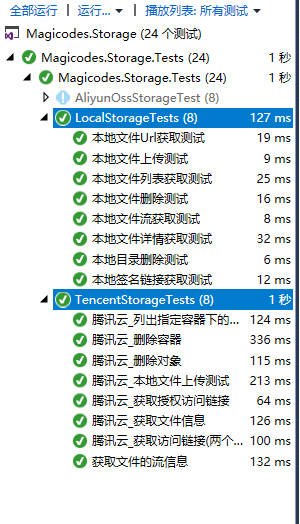 全部运行 | 运行... | 播放列表: 所有测试
Magicodes.Storage (24 个测试)
Magicodes.Storage.Tests (24) 1 秒
Magicodes.Storage.Tests (24) 1 秒
AliyunOssStorageTest (8)
LocalStorageTests (8) 127 ms
本地文件Url获取测试 19 ms
本地文件上传测试 9 ms
本地文件列表获取测试 25 ms
本地文件删除测试 16 ms
本地文件流获取测试 8 ms
本地文件详情获取测试 32 ms
本地目录删除测试 6 ms
本地签名链接获取测试 12 ms
TencentStorageTests (8) 1 秒
腾讯云_列出指定容器下的... 124 ms
腾讯云_删除容器 336 ms
腾讯云_删除对象 115 ms
腾讯云_本地文件上传测试 213 ms
腾讯云_获取授权访问链接 64 ms
腾讯云_获取文件信息 126 ms
腾讯云_获取访问链接(两个... 100 ms
获取文件的流信息 132 ms